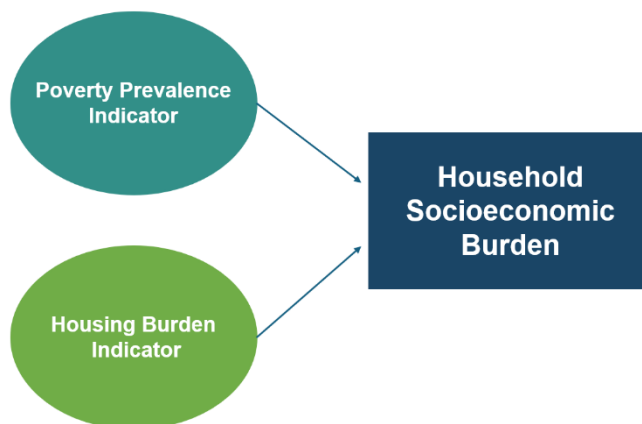 Poverty Prevalence
Indicator
Household
Socioeconomic
Burden
Housing Burden
Indicator